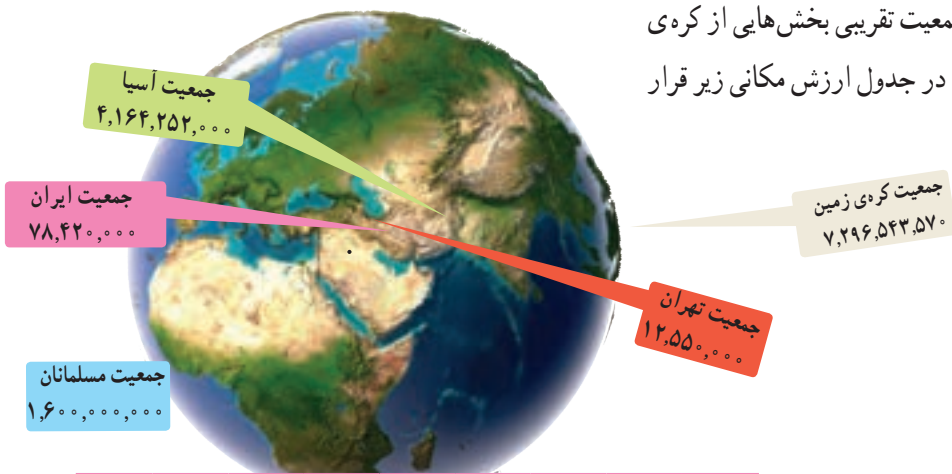 معیت تقریبی بخش‌هایی از کره‌ی
در جدول ارزش مکانی زیر قرار
جمعیت آسیا
۴,۱۶۴,۲۵۲,۰۰۰
جمعیت کره‌ی زمین
۷,۲۹۶,۵۴۳,۵۷۰
جمعیت ایران
۷۸,۴۲۰,۰۰۰
جمعیت تهران
۱۲,۵۵۰,۰۰۰
جمعیت مسلمانان
۱,۶۰۰,۰۰۰,۰۰۰